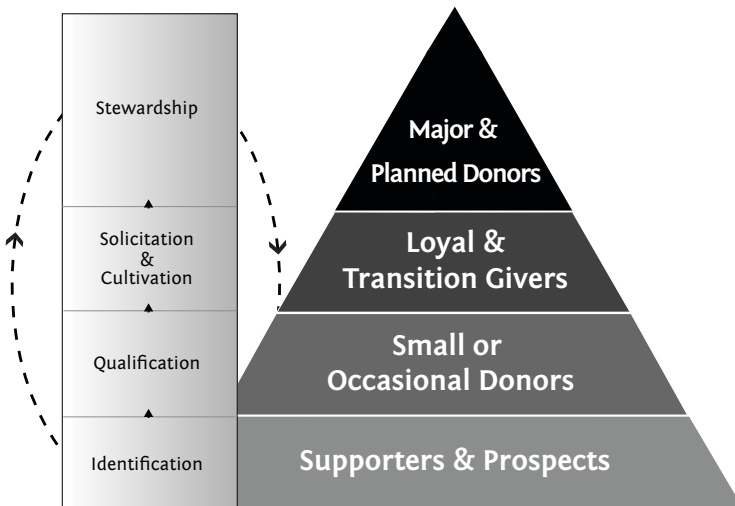 Stewardship
Solicitation
&
Cultivation
Qualification
Identification
Major &
Planned Donors
Loyal &
Transition Givers
Small or
Occasional Donors
Supporters & Prospects